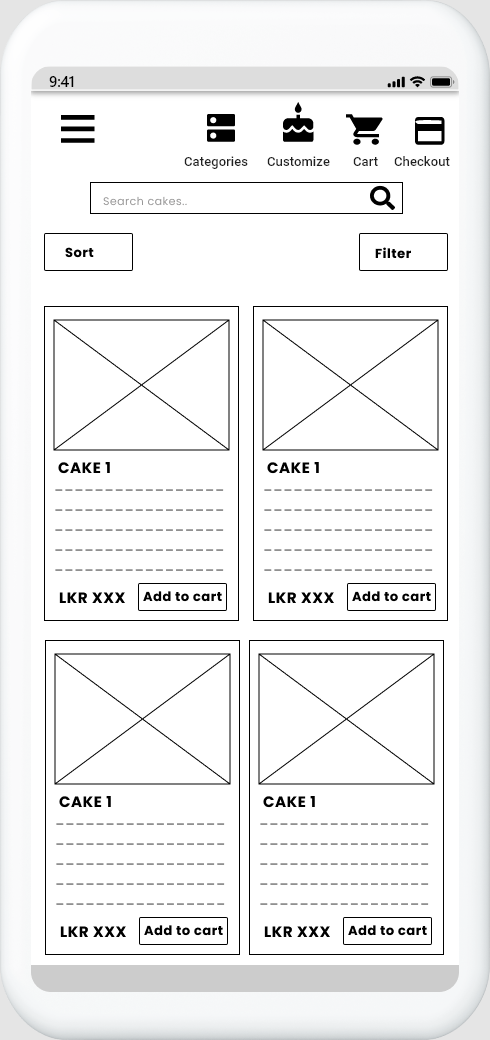 9:41
Categories Customize Cart Checkout
Search cakes..
Sort Filter
CAKE 1 CAKE 1
LKR XXX Add to cart LKR XXX Add to cart
CAKE 1 CAKE 1
LKR XXX Add to cart LKR XXX Add to cart